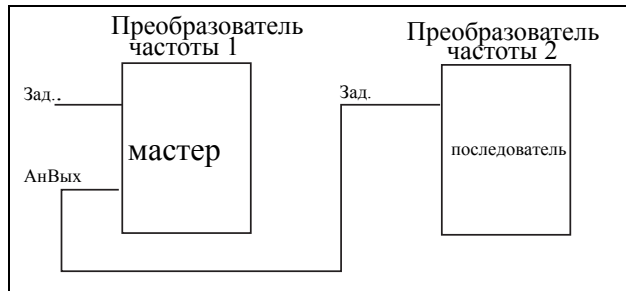 Преобразователь
частоты 1
Преобразователь
частоты 2
Зад..
Зад.
мастер
последователь
АнВых